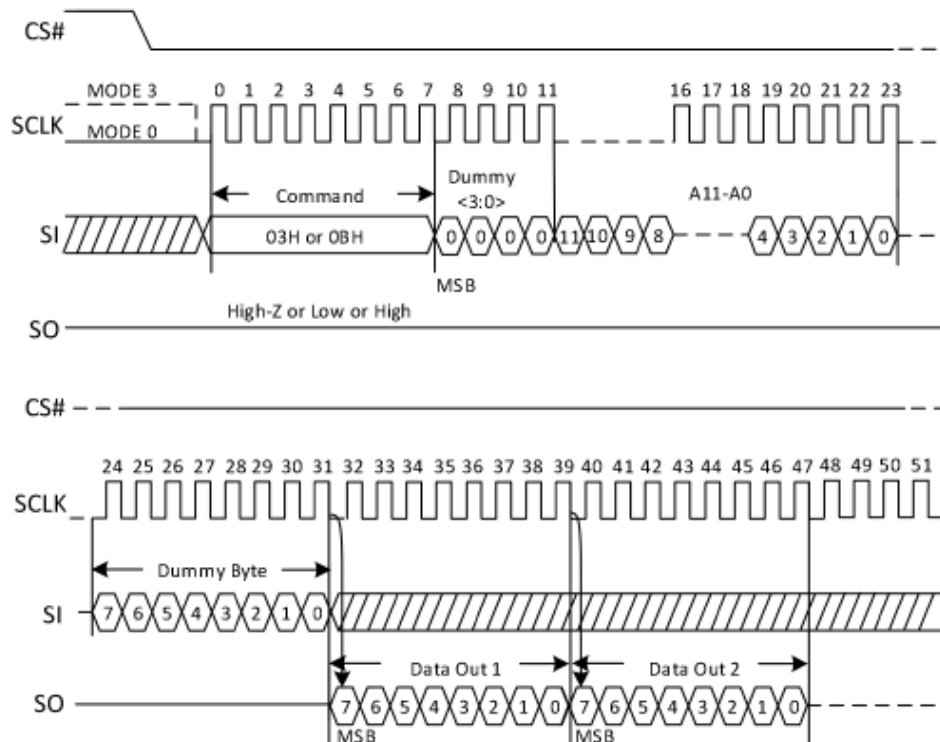 CS#
MODE 3
0 1 2 3 4 5 6 7 8 9 10 11 16 17 18 19 20 21 22 23
SCLK
MODE 0
Dummy
<3:0>
Command
A11-A0
SI
03H or 0BH
0 0 0 0 11 10 9 8 4 3 2 1 0
MSB
High-Z or Low or High
SO
CS#
24 25 26 27 28 29 30 31 32 33 34 35 36 37 38 39 40 41 42 43 44 45 46 47 48 49 50 51
SCLK
Dummy Byte
SI
7 6 5 4 3 2 1 0
Data Out 1 Data Out 2
SO
7 6 5 4 3 2 1 0 7 6 5 4 3 2 1 0
MSB MSB